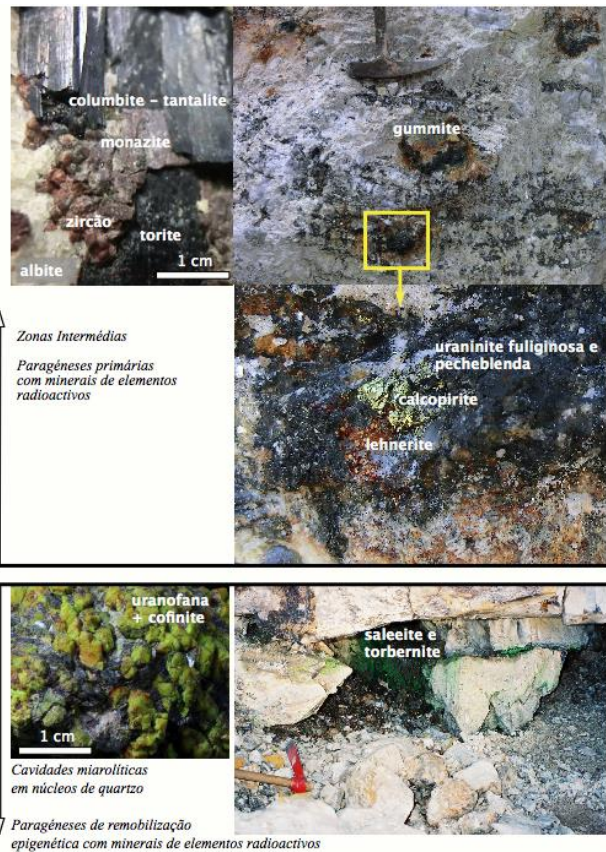 columbite – tantalite
monazite
zircão
torite
albite
1 cm
gummite
Zonas Intermédias
Paragéneses primárias
com minerais de elementos
radioactivos
uraninite fuliginosa e
pecheblenda
calcopirite
lehnerite
uranofana
+ cofinite
1 cm
saleeite e
torbernite
Cavidades miarolíticas
em núcleos de quartzo
Paragéneses de remobilização
epigenética com minerais de elementos radioactivos